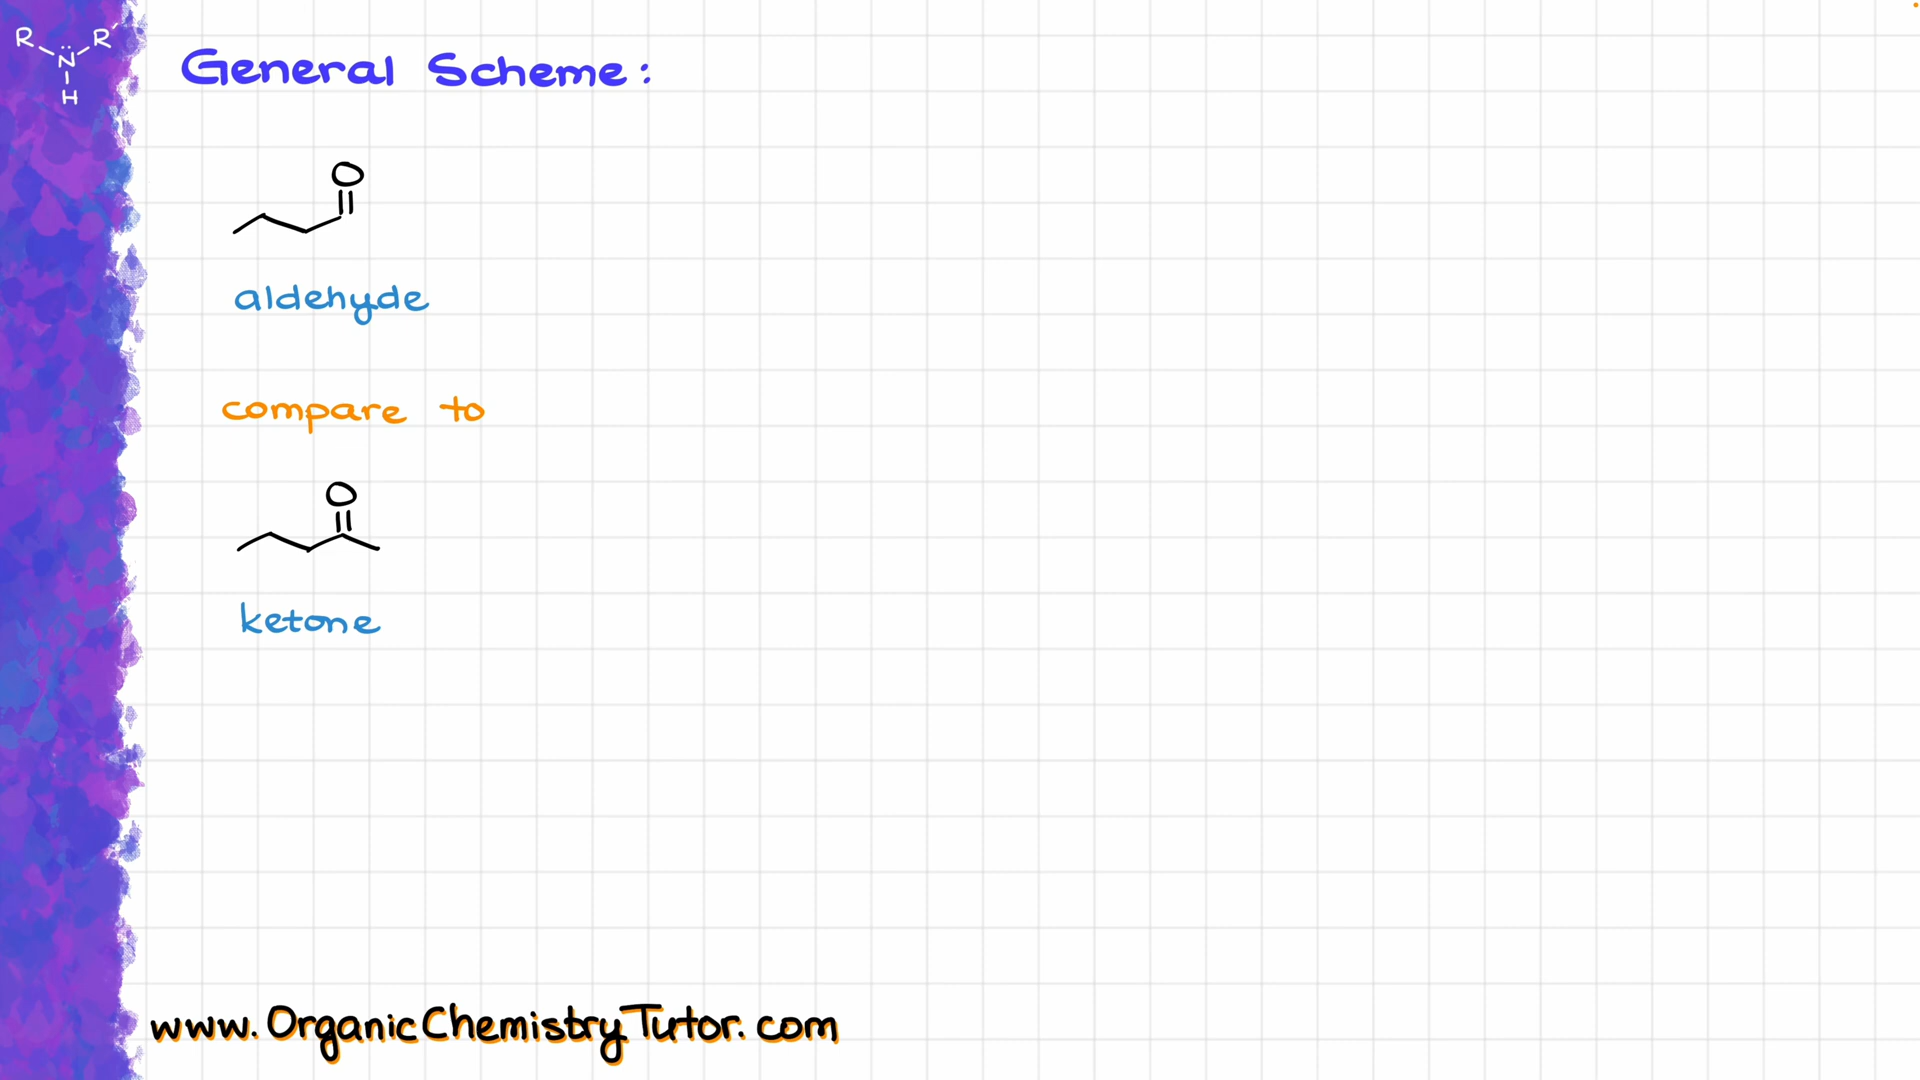 R N R'
H
General Scheme:
O
aldehyde
compare to
O
ketone
www.OrganicChemistryTutor.com